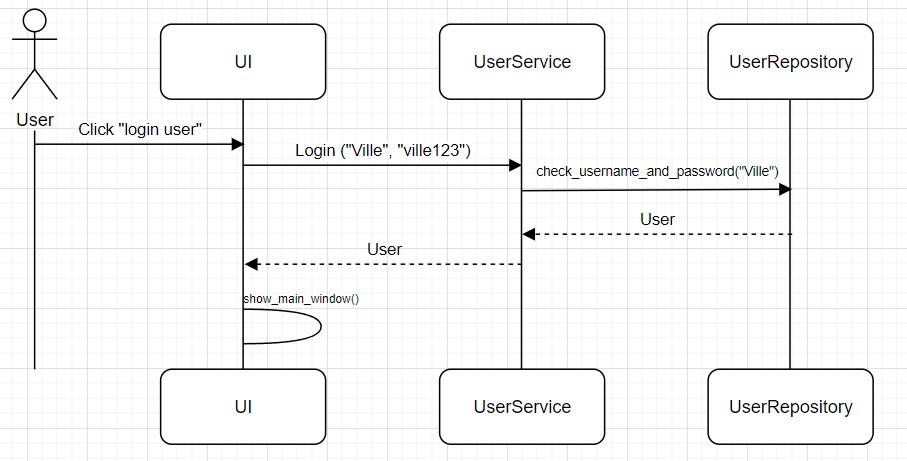 UI
UserService
UserRepository
User
Click "login user"
Login ("Ville", "ville123")
check_username_and_password("Ville")
User
User
show_main_window()
UI
UserService
UserRepository